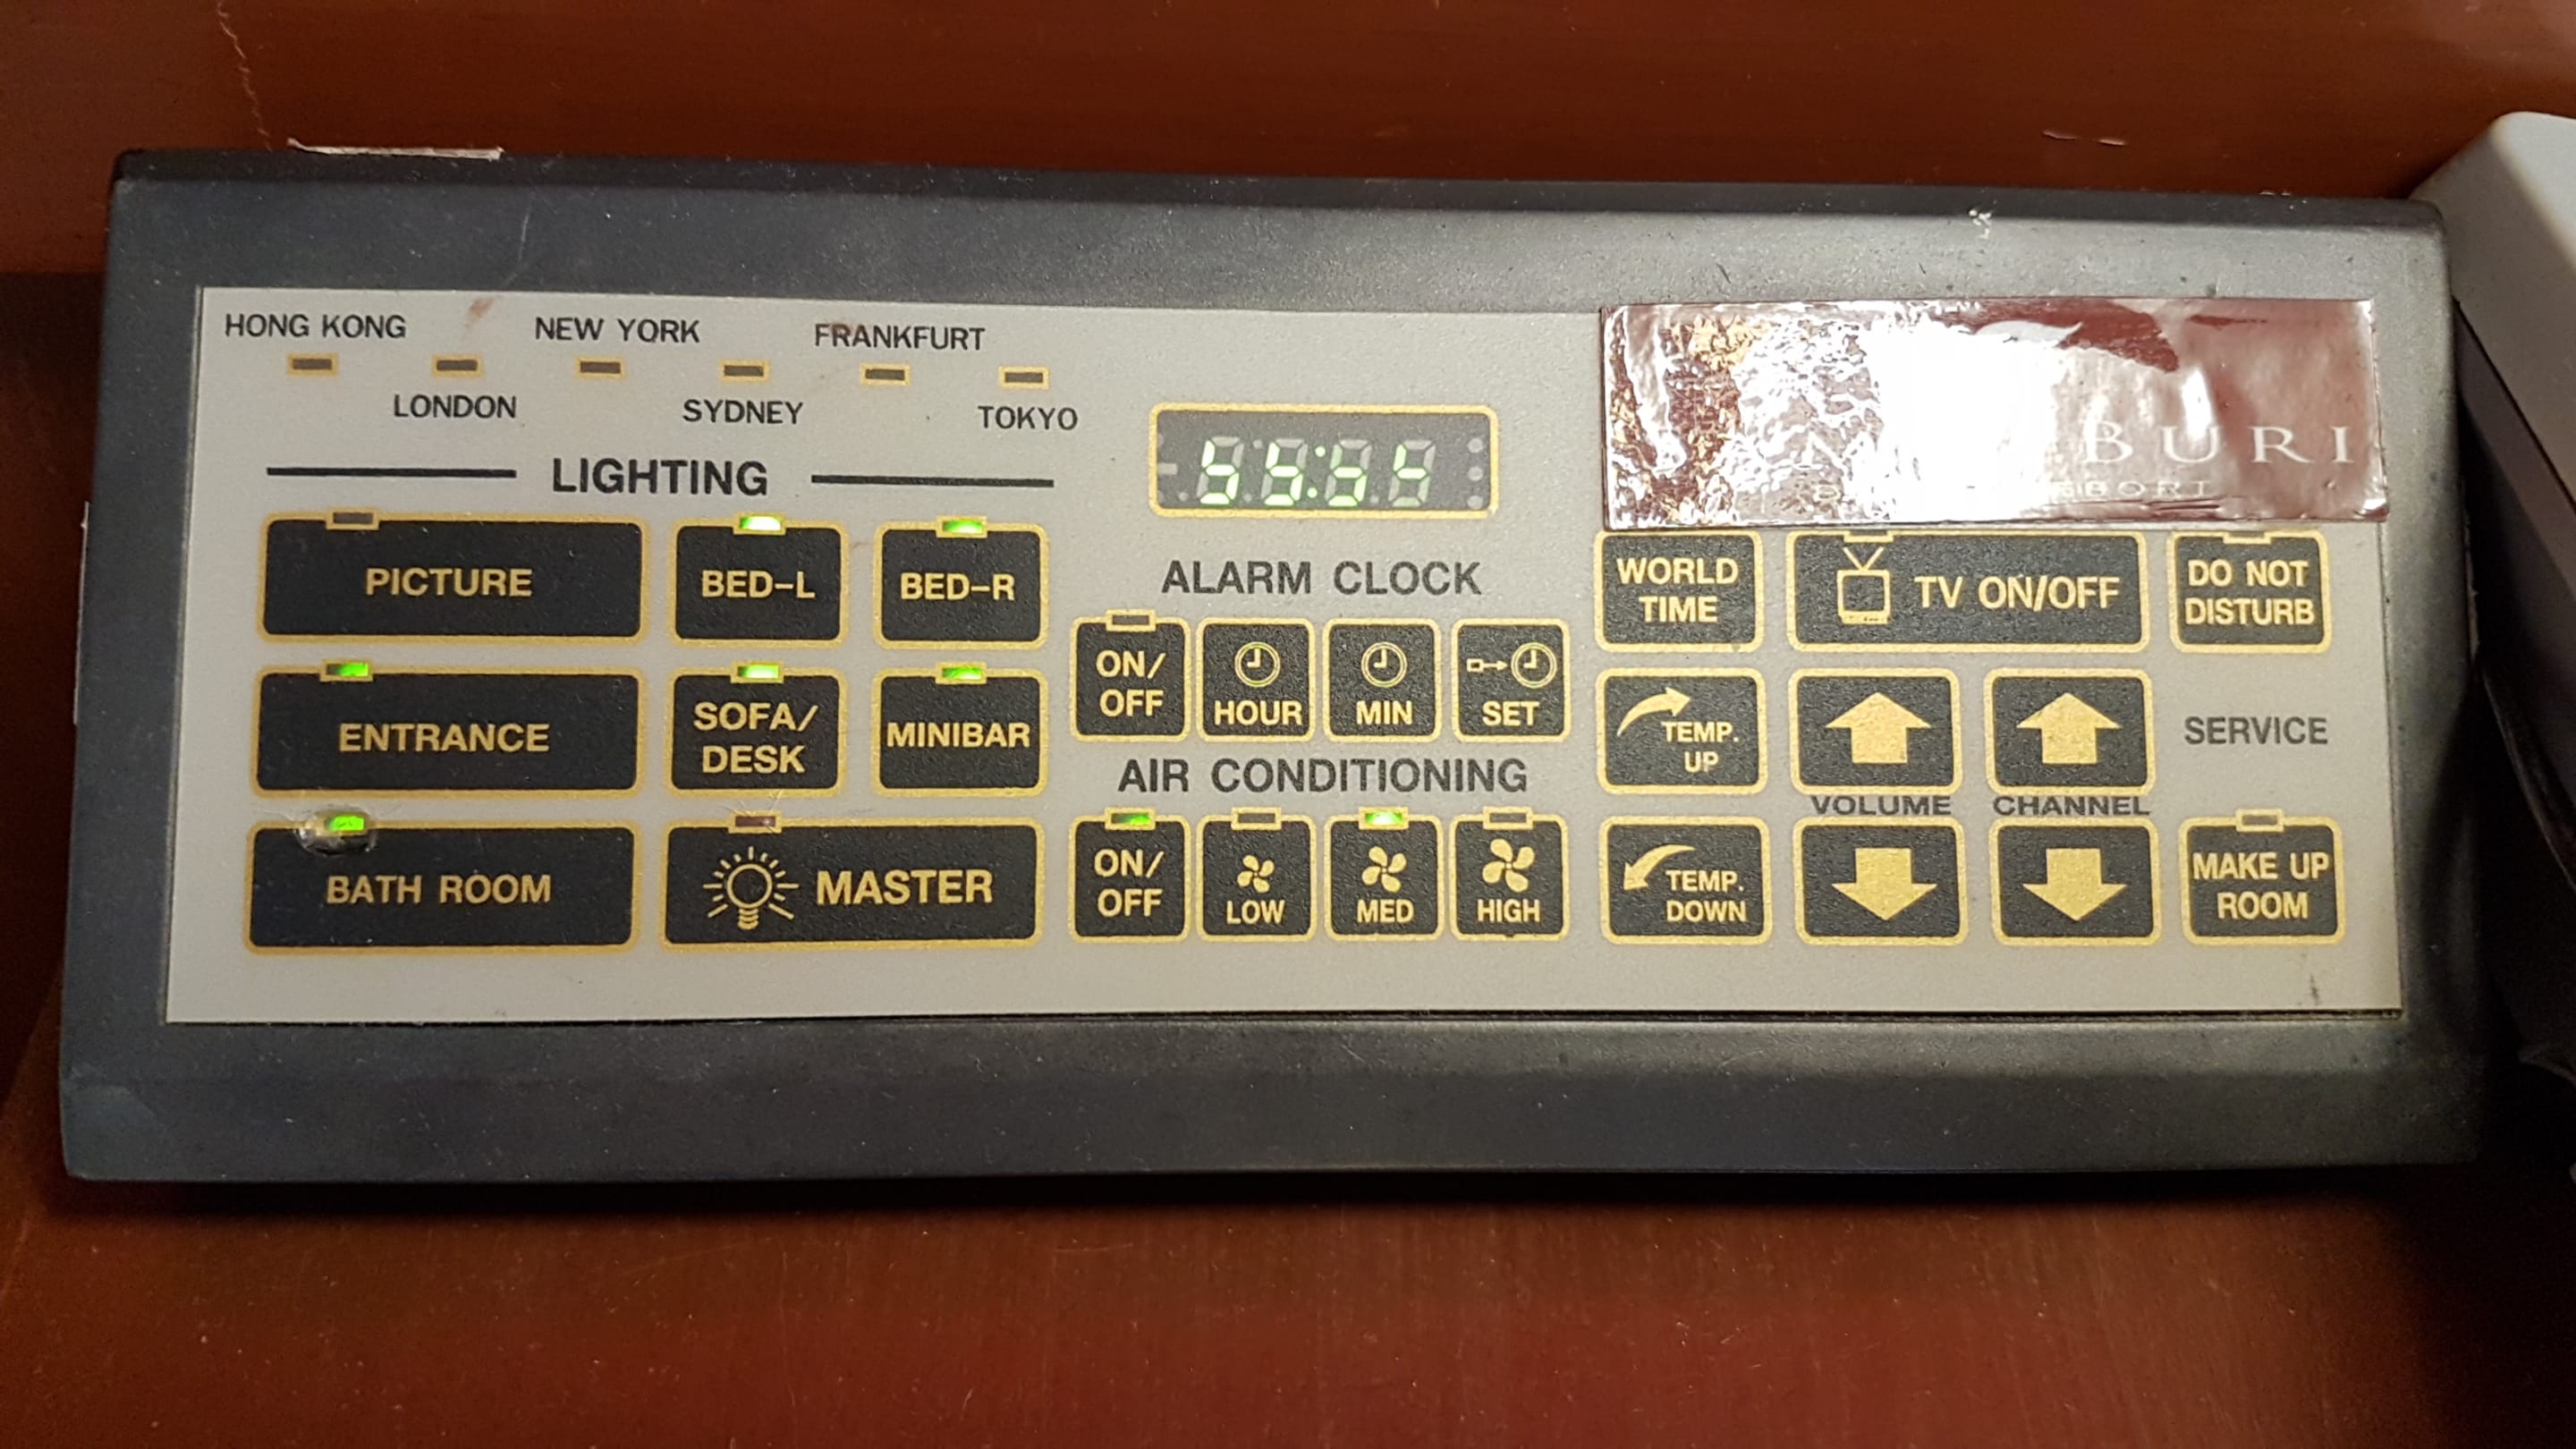 HONG KONG
NEW YORK
FRANKFURT
LONDON
SYDNEY
TOKYO
LIGHTING
PICTURE
BED-L
BED-R
ENTRANCE
SOFA/
DESK
MINIBAR
BATH ROOM
MASTER
ALARM CLOCK
ON/
OFF
HOUR
MIN
SET
AIR CONDITIONING
ON/
OFF
LOW
MED
HIGH
BURI
WORLD
TIME
TV ON/OFF
DO NOT
DISTURB
TEMP.
UP
SERVICE
VOLUME
CHANNEL
TEMP.
DOWN
MAKE UP
ROOM